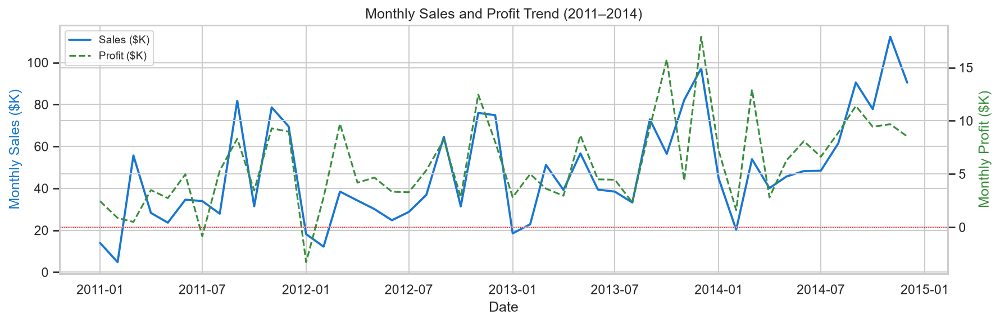 Monthly Sales and Profit Trend (2011–2014)
Sales ($K)
Profit ($K)
Monthly Sales ($K)
100
80
60
40
20
0
15
10
5
0
Monthly Profit ($K)
2011-01 2011-07 2012-01 2012-07 2013-01 2013-07 2014-01 2014-07 2015-01
Date